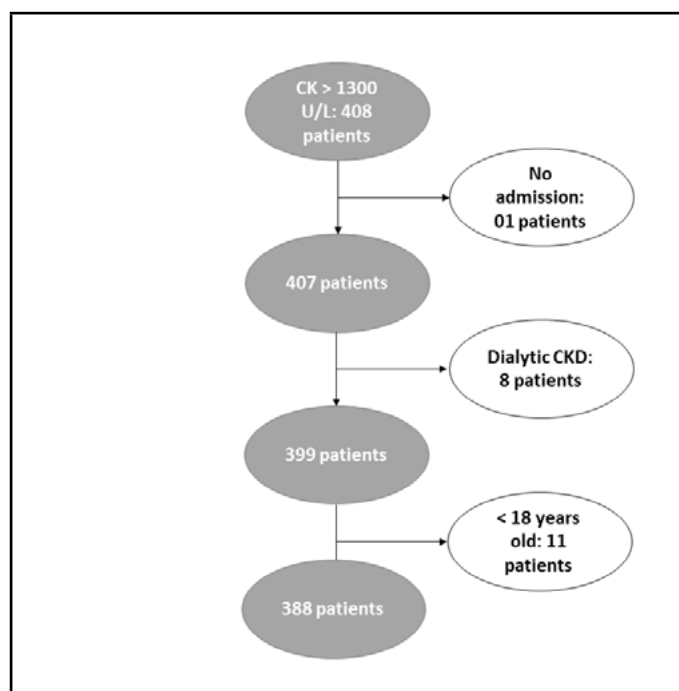 CK > 1300
U/L: 408
patients
No
admission:
01 patients
407 patients
Dialytic CKD:
8 patients
399 patients
< 18 years
old: 11
patients
388 patients